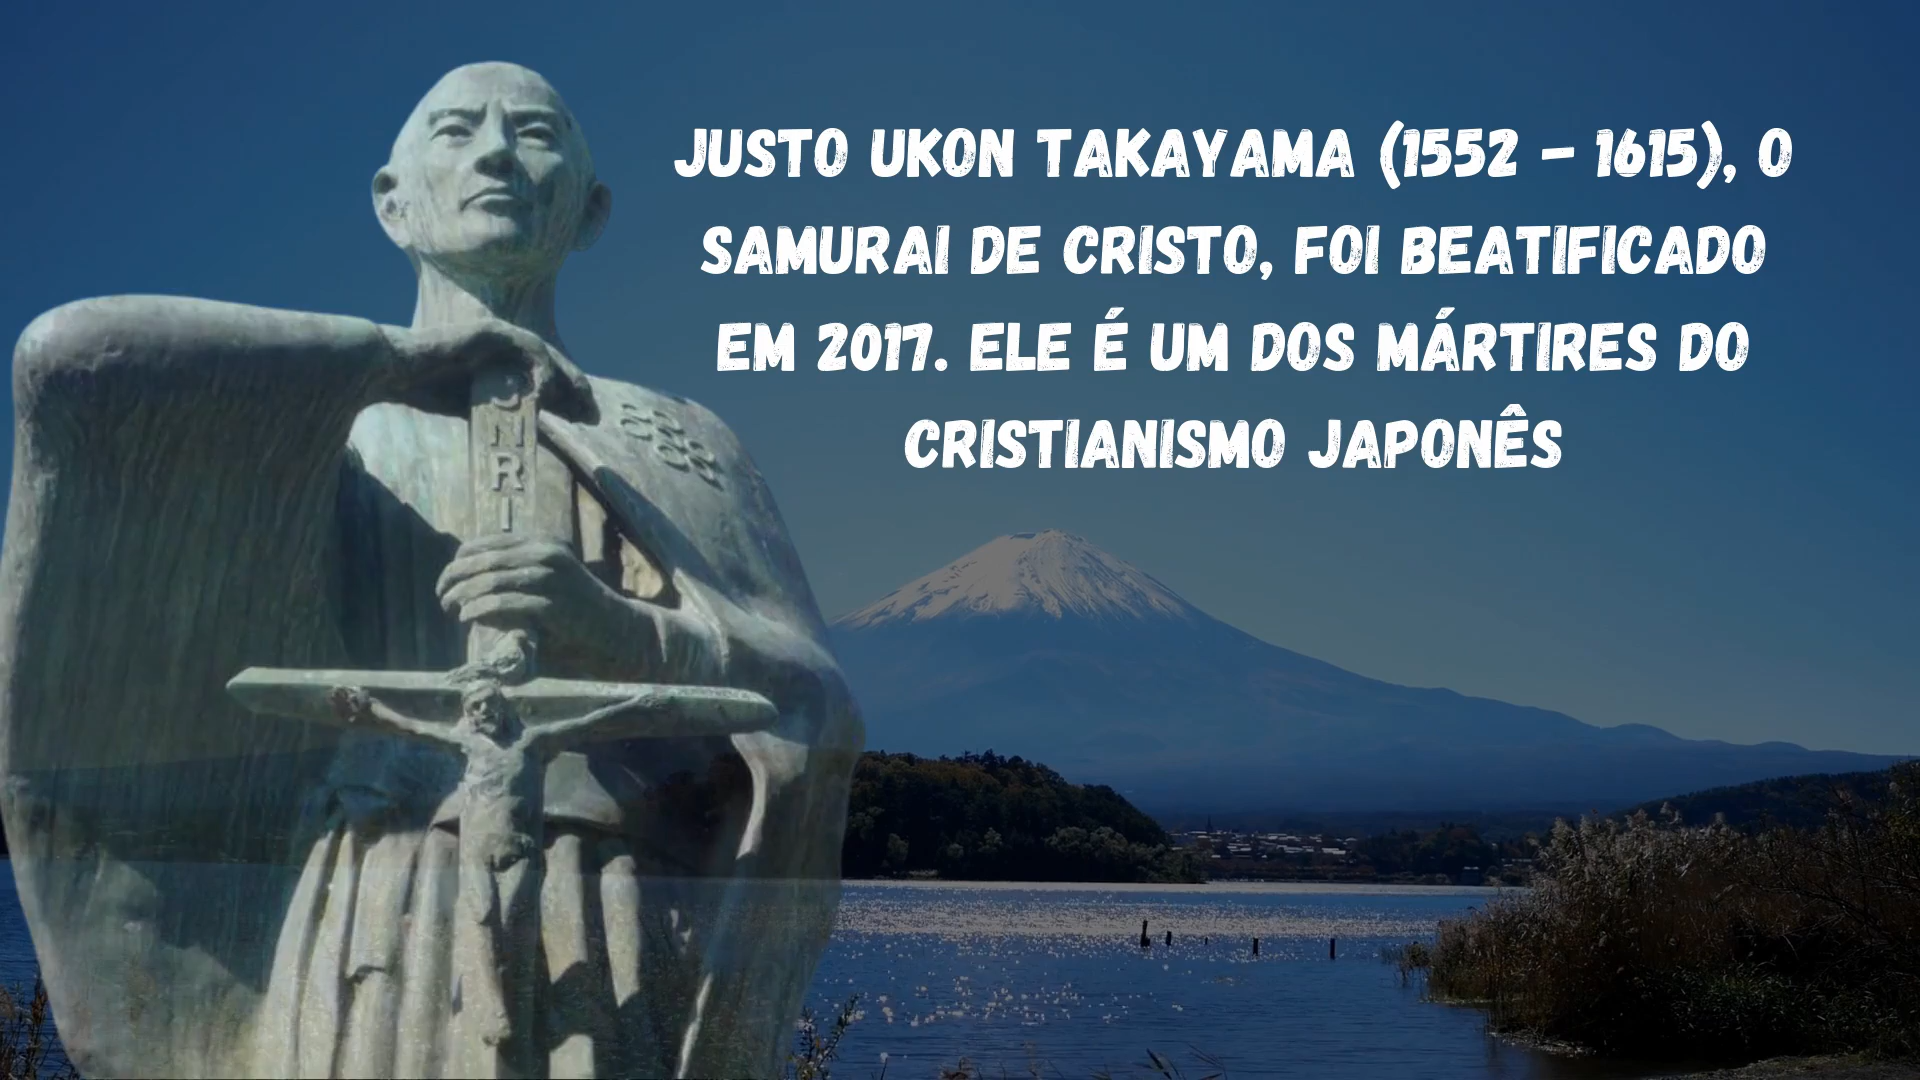 JUSTO UKON TAKAYAMA (1552 - 1615), O
SAMURAI DE CRISTO, FOI BEATIFICADO
EM 2017. ELE É UM DOS MÁRTIRES DO
CRISTIANISMO JAPONÊS
JNRI